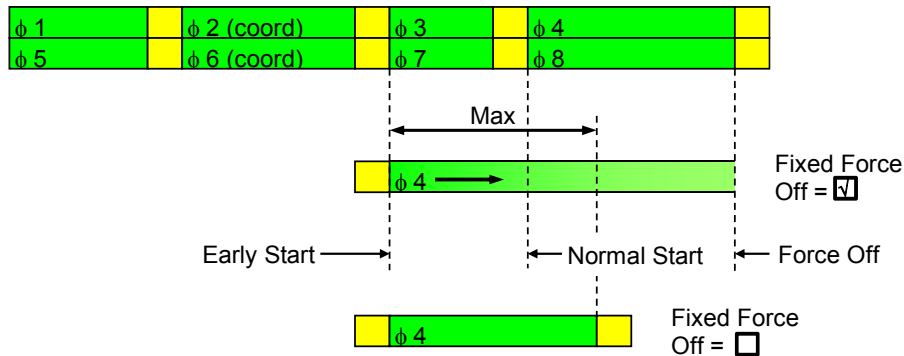 ϕ 1 ϕ 2 (coord) ϕ 3 ϕ 4
ϕ 5 ϕ 6 (coord) ϕ 7 ϕ 8
Max
ϕ 4
Fixed Force
Off = √
Early Start
Normal Start
Force Off
ϕ 4
Fixed Force
Off =